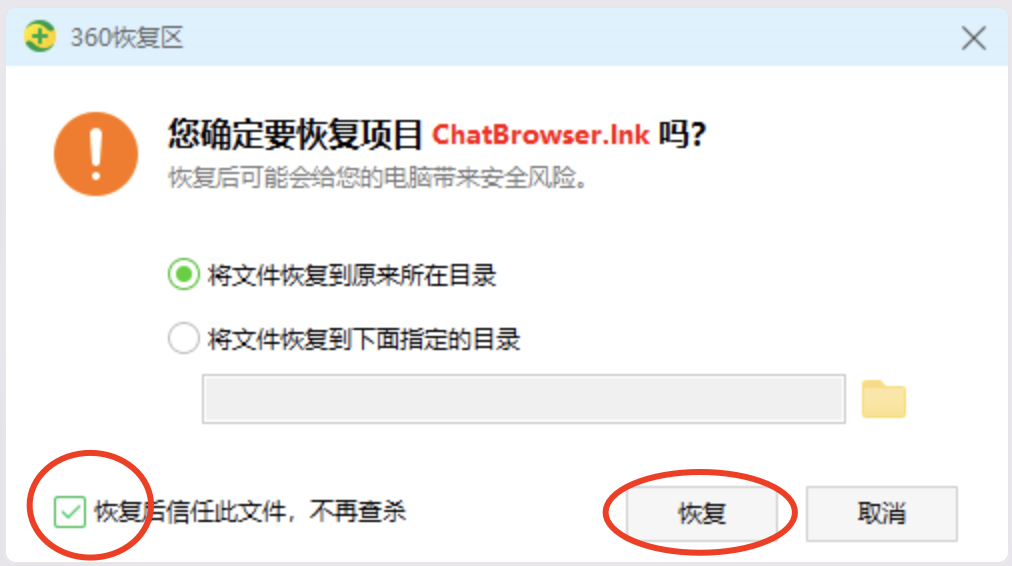 360恢复区
您确定要恢复项目 ChatBrowser.lnk 吗?
恢复后可能会给您的电脑带来安全风险。
将文件恢复到原来所在目录
将文件恢复到下面指定的目录
恢复后信任此文件，不再查杀
恢复
取消